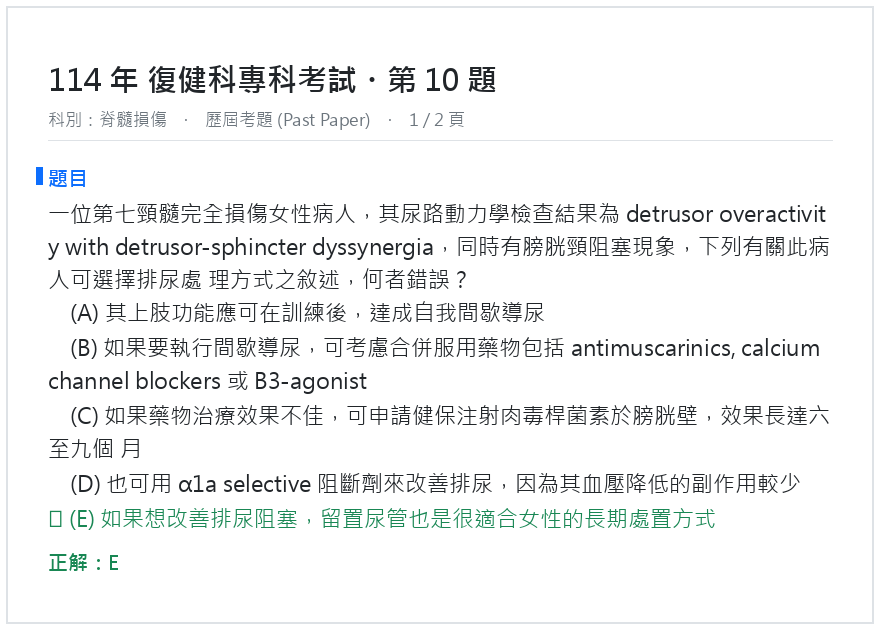 114 年 復健科專科考試・第 10 題
科別：脊髓損傷 · 歷屆考題 (Past Paper) · 1 / 2 頁
題目
一位第七頸髓完全損傷女性病人，其尿路動力學檢查結果為 detrusor overactivit
y with detrusor-sphincter dyssynergia，同時有膀胱頸阻塞現象，下列有關此病
人可選擇排尿處 理方式之敘述，何者錯誤？
(A) 其上肢功能應可在訓練後，達成自我間歇導尿
(B) 如果要執行間歇導尿，可考慮合併服用藥物包括 antimuscarinics, calcium
channel blockers 或 B3-agonist
(C) 如果藥物治療效果不佳，可申請健保注射肉毒桿菌素於膀胱壁，效果長達六
至九個 月
(D) 也可用 α1a selective 阻斷劑來改善排尿，因為其血壓降低的副作用較少
(E) 如果想改善排尿阻塞，留置尿管也是很適合女性的長期處置方式
正解：E